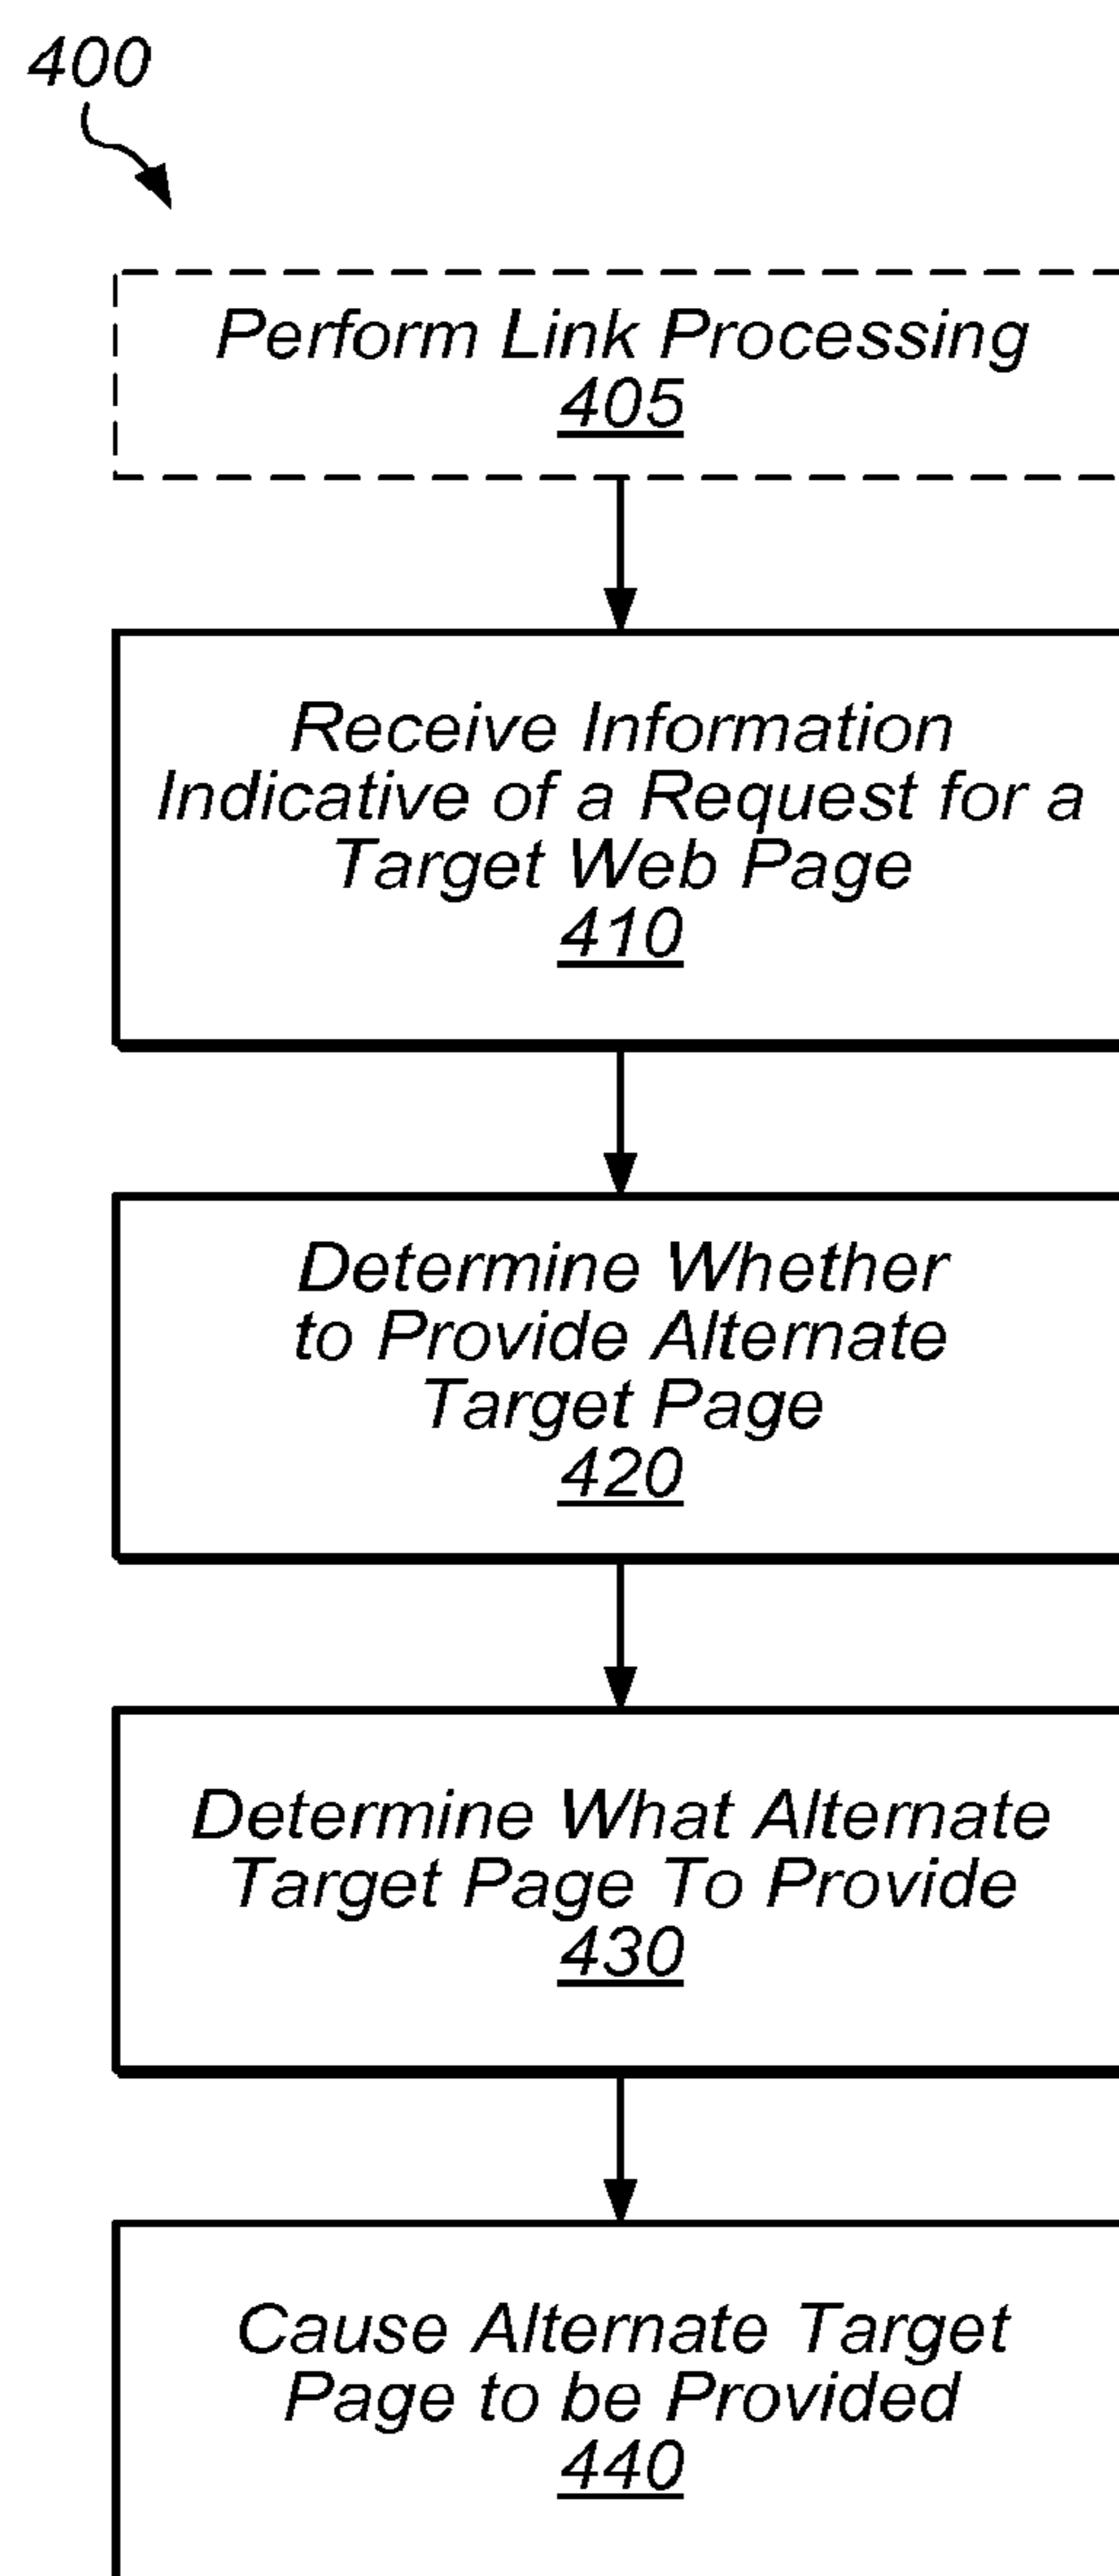 400
Perform Link Processing
405
Receive Information
Indicative of a Request for a
Target Web Page
410
Determine Whether
to Provide Alternate
Target Page
420
Determine What Alternate
Target Page To Provide
430
Cause Alternate Target
Page to be Provided
440